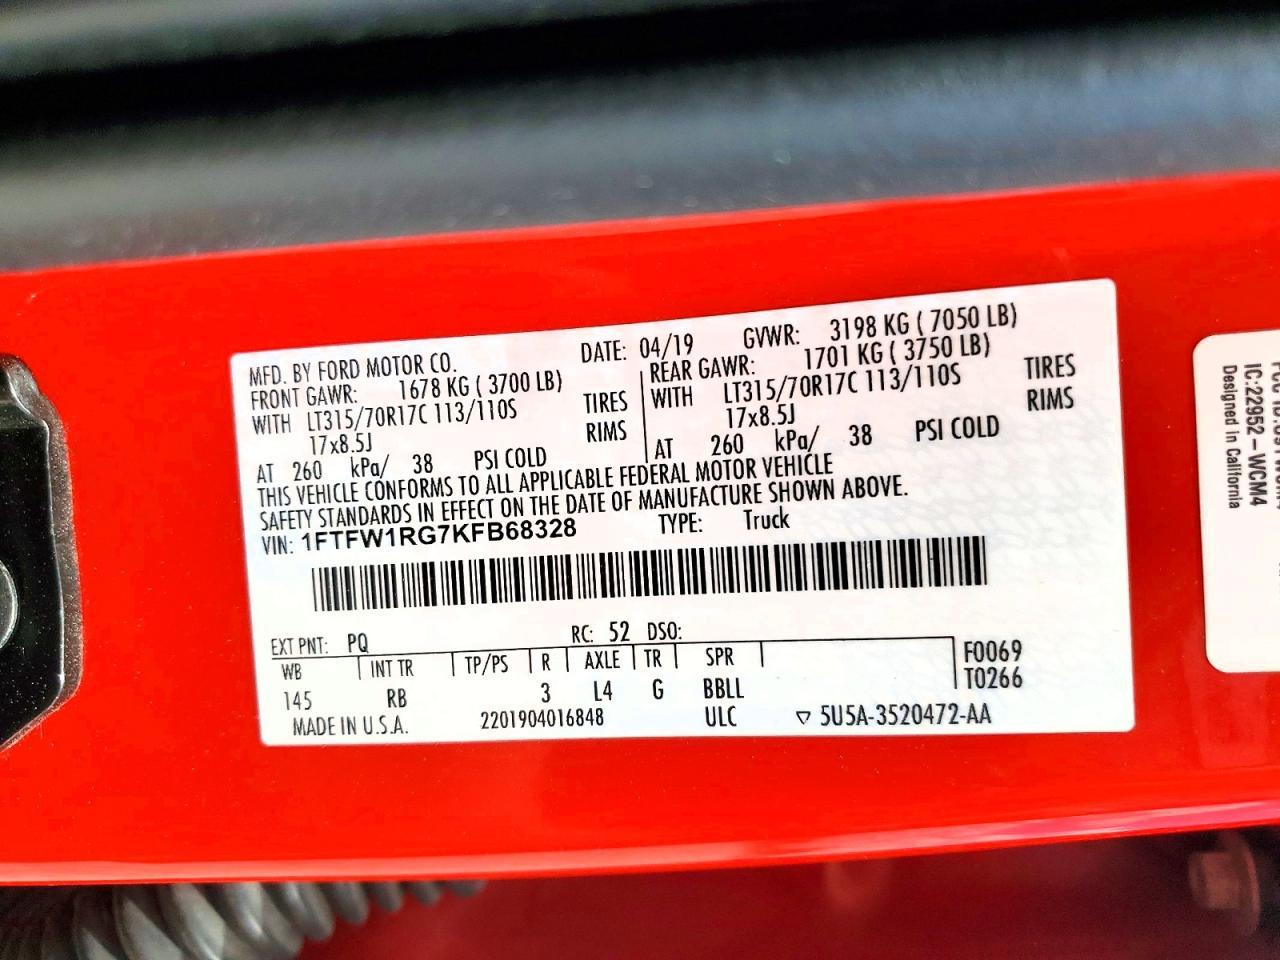 MFD. BY FORD MOTOR CO. DATE: 04/19 GVWR: 3198 KG ( 7050 LB)
FRONT GAWR: 1678 KG ( 3700 LB) REAR GAWR: 1701 KG ( 3750 LB)
WITH LT315/70R17C 113/110S TIRES WITH LT315/70R17C 113/110S TIRES
17x8.5J RIMS 17x8.5J RIMS
AT 260 kPa/ 38 PSI COLD AT 260 kPa/ 38 PSI COLD
THIS VEHICLE CONFORMS TO ALL APPLICABLE FEDERAL MOTOR VEHICLE
SAFETY STANDARDS IN EFFECT ON THE DATE OF MANUFACTURE SHOWN ABOVE.
VIN: 1FTFW1RG7KFB68328 TYPE: Truck
EXT PNT: PQ RC: 52 DSO:
WB INT TR TP/PS R AXLE TR SPR F0069
145 RB 3 L4 G BBLL T0266
MADE IN U.S.A. 2201904016848 ULC ▽ 5U5A-3520472-AA
IC:22952-WCM4
Designed in California